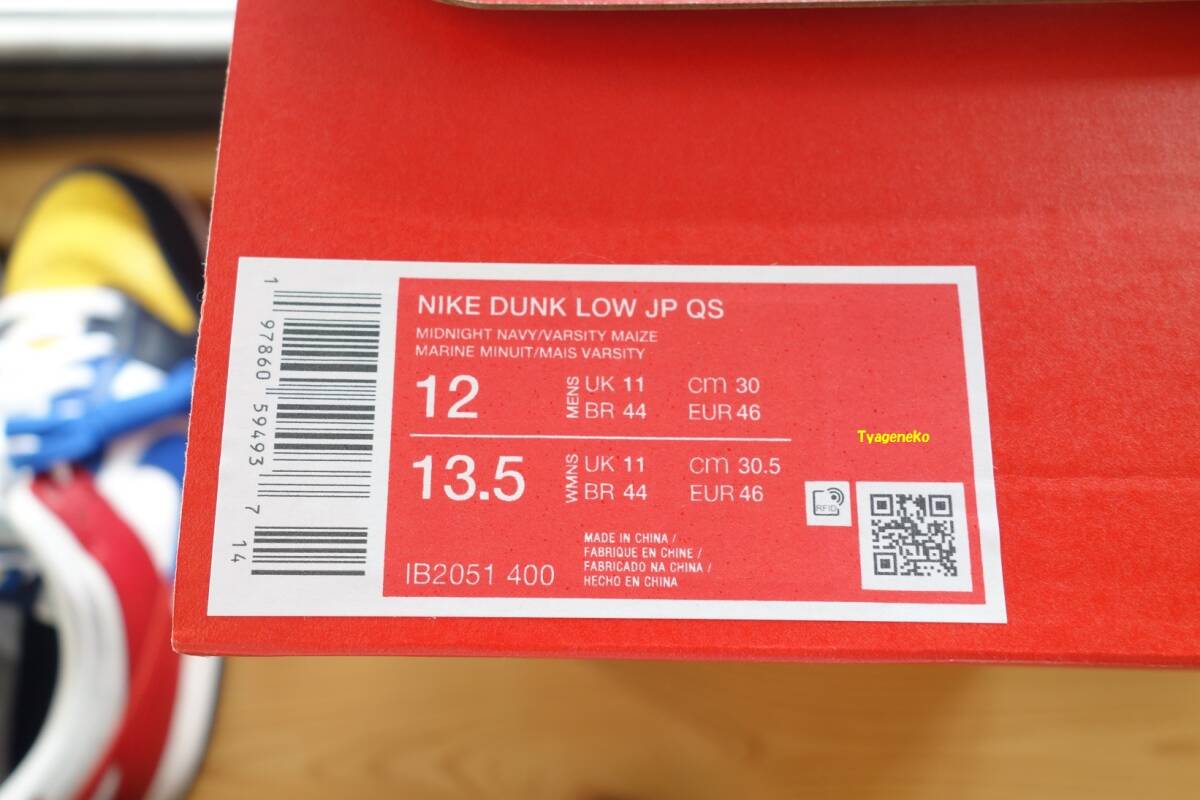 NIKE DUNK LOW JP QS
MIDNIGHT NAVY/VARSITY MAIZE
MARINE MINUIT/MAIS VARSITY
12 MENS UK 11 cm 30
BR 44 EUR 46
13.5 WMNS UK 11 cm 30.5
BR 44 EUR 46
IB2051 400
MADE IN CHINA /
FABRIQUE EN CHINE /
FABRICADO NA CHINA /
HECHO EN CHINA
RFID
Tyageneko
1 97860 59493 7 14